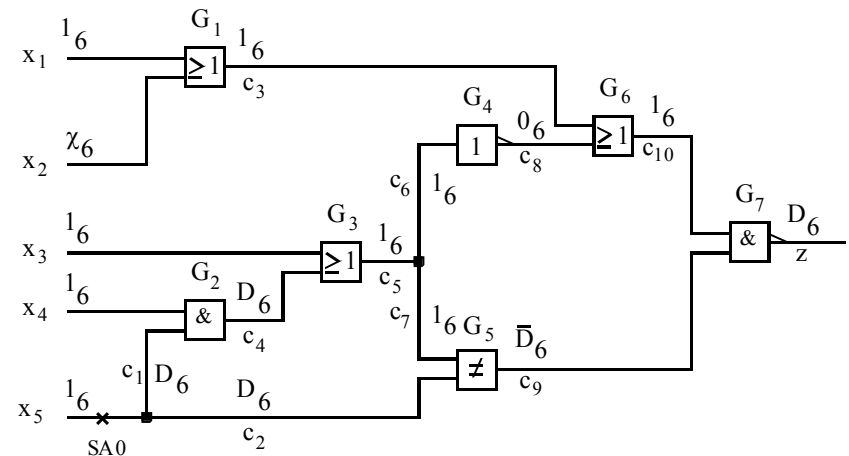 G1
16 16
x1 ≥1 c3
G6
G4
χ6 06 16
x2 1 ≥1
c8 c10
c6 16 G7
G3 D6
16 16 &
x3 ≥1 z
16 G2 c5
D6 c7 16 G5 D̅6
x4 &
c4 ≠
c1 D6 c9
16 D6
x5
c2
SA0